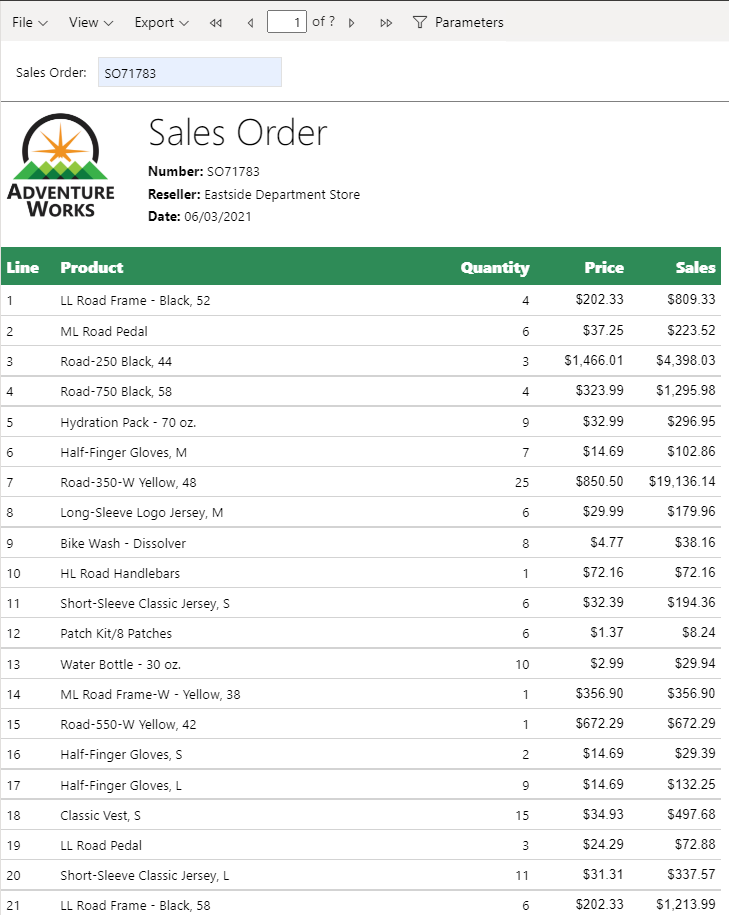 File View Export 1 of ? Parameters
Sales Order: SO71783
ADVENTURE WORKS
Sales Order
Number: SO71783
Reseller: Eastside Department Store
Date: 06/03/2021
Line Product Quantity Price Sales
1 LL Road Frame - Black, 52 4 $202.33 $809.33
2 ML Road Pedal 6 $37.25 $223.52
3 Road-250 Black, 44 3 $1,466.01 $4,398.03
4 Road-750 Black, 58 4 $323.99 $1,295.98
5 Hydration Pack - 70 oz. 9 $32.99 $296.95
6 Half-Finger Gloves, M 7 $14.69 $102.86
7 Road-350-W Yellow, 48 25 $850.50 $19,136.14
8 Long-Sleeve Logo Jersey, M 6 $29.99 $179.96
9 Bike Wash - Dissolver 8 $4.77 $38.16
10 HL Road Handlebars 1 $72.16 $72.16
11 Short-Sleeve Classic Jersey, S 6 $32.39 $194.36
12 Patch Kit/8 Patches 6 $1.37 $8.24
13 Water Bottle - 30 oz. 10 $2.99 $29.94
14 ML Road Frame-W - Yellow, 38 1 $356.90 $356.90
15 Road-550-W Yellow, 42 1 $672.29 $672.29
16 Half-Finger Gloves, S 2 $14.69 $29.39
17 Half-Finger Gloves, L 9 $14.69 $132.25
18 Classic Vest, S 15 $34.93 $497.68
19 LL Road Pedal 3 $24.29 $72.88
20 Short-Sleeve Classic Jersey, L 11 $31.31 $337.57
21 LL Road Frame - Black, 58 6 $202.33 $1,213.99